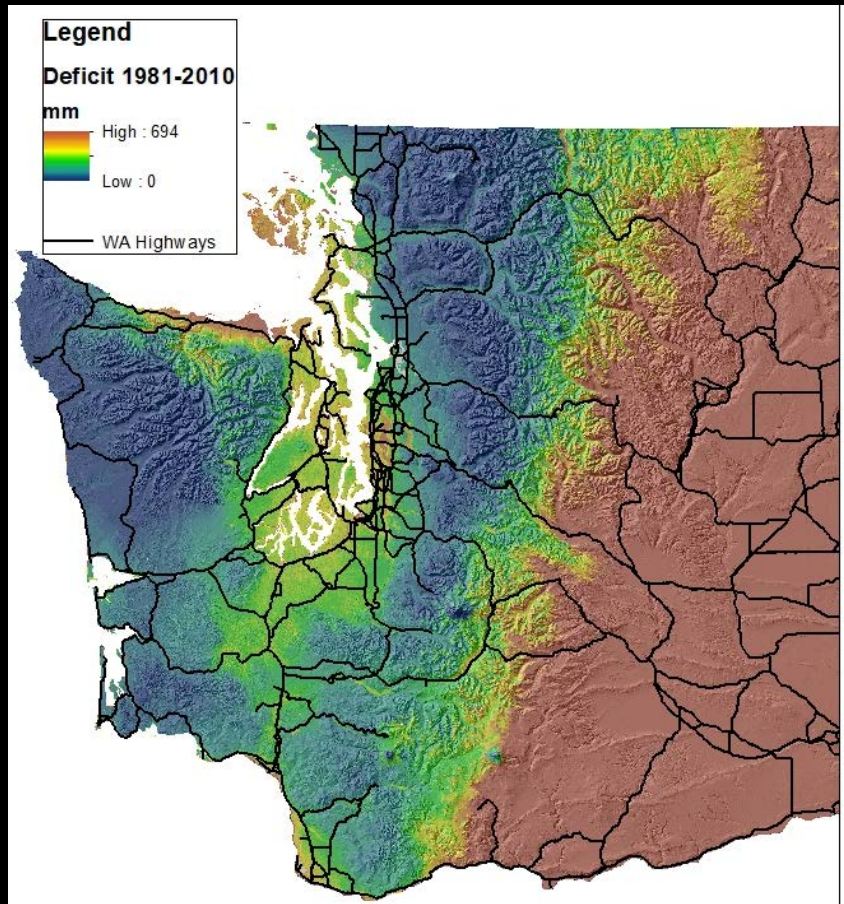 Legend
Deficit 1981-2010
mm
High : 694
Low : 0
WA Highways